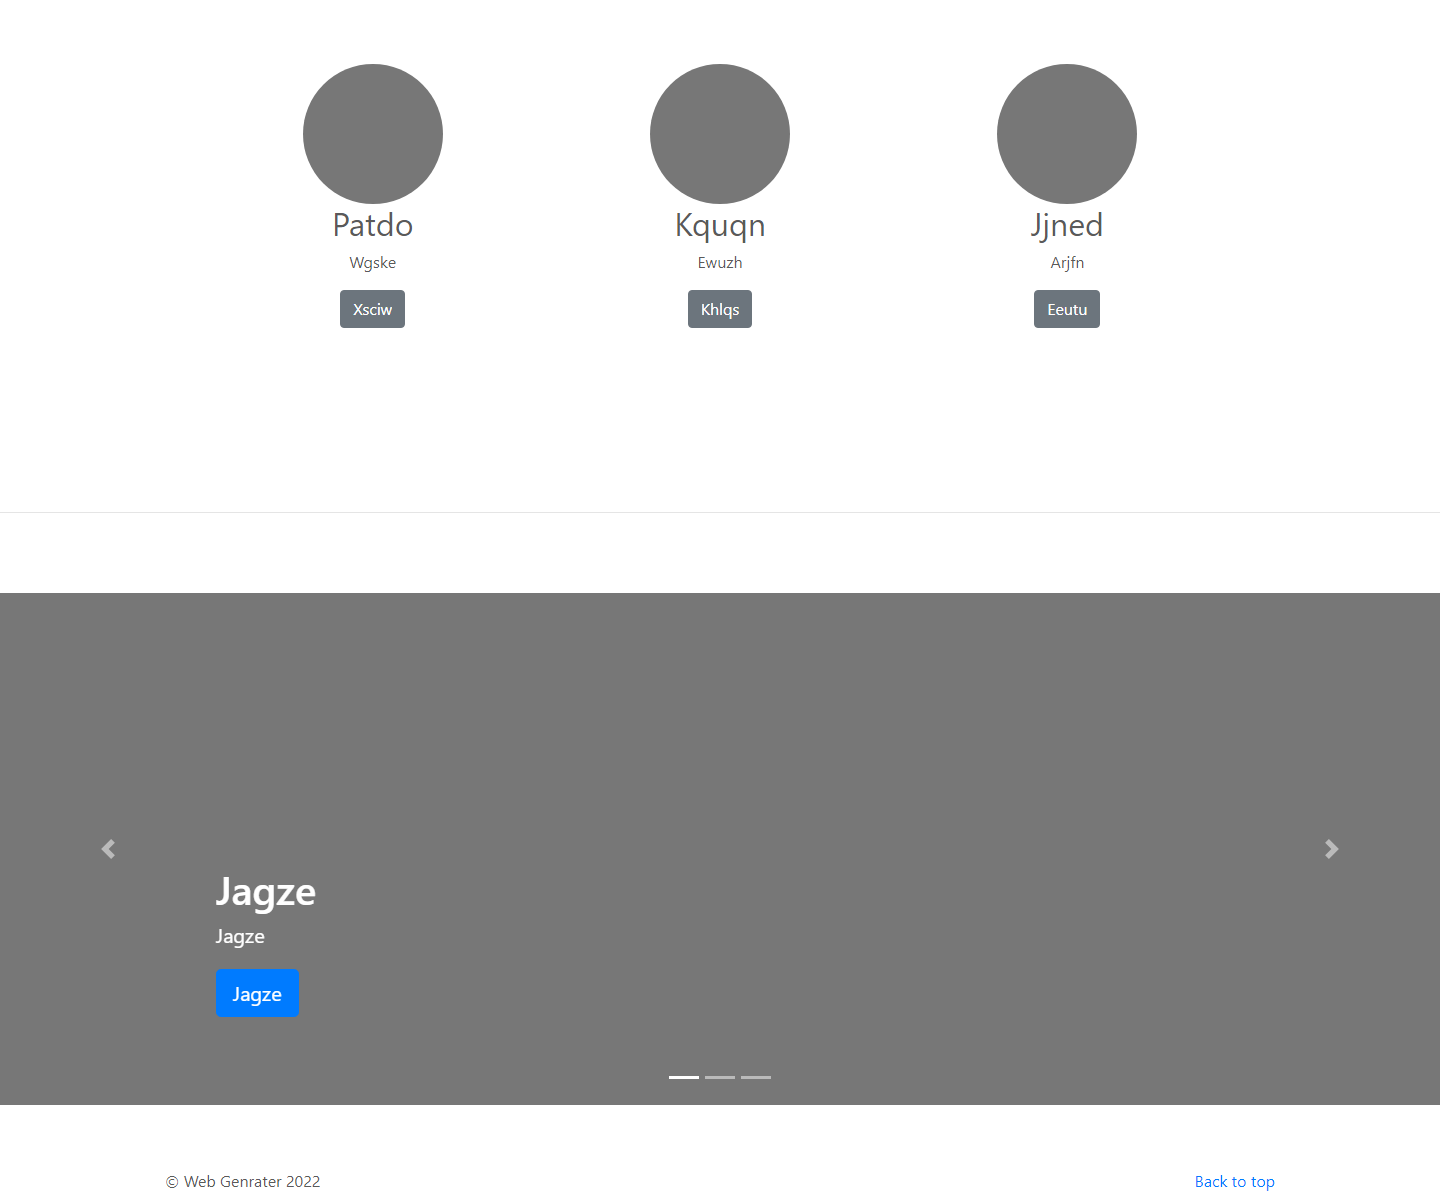 Patdo
Wgske
Xsciw
Kquqn
Ewuzh
Khlqs
Jjned
Arjfn
Eeutu
Jagze
Jagze
Jagze
© Web Genrater 2022
Back to top